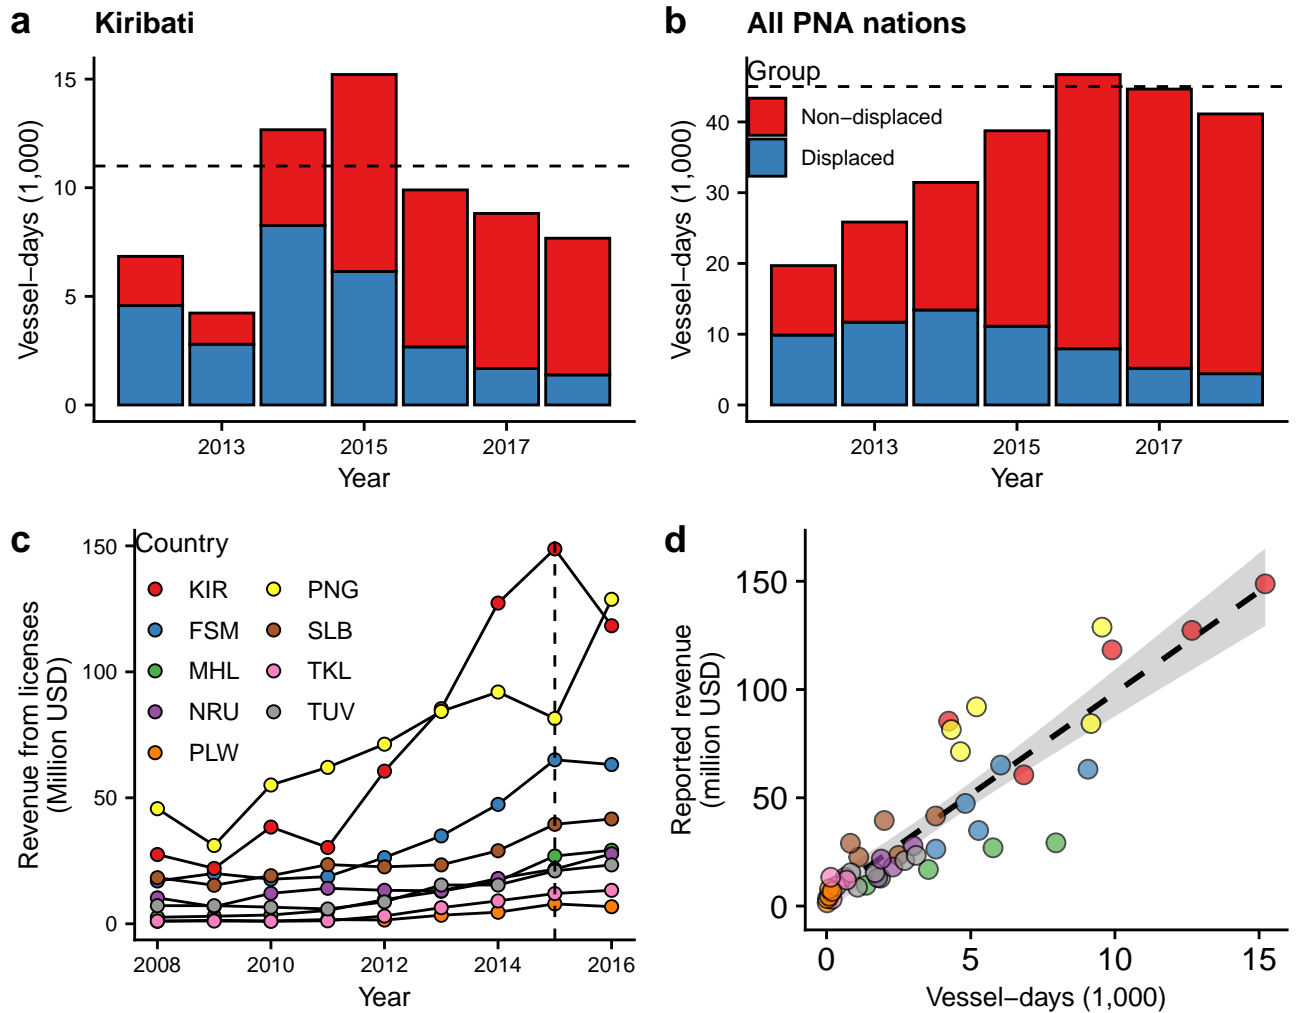 a Kiribati
Vessel−days (1,000)
15
10
5
0
2013 2015 2017
Year
b All PNA nations
Vessel−days (1,000)
Group
Non−displaced
Displaced
40
30
20
10
0
2013 2015 2017
Year
c
Revenue from licenses
(Million USD)
Country
KIR PNG
FSM SLB
MHL TKL
NRU TUV
PLW
150
100
50
0
2008 2010 2012 2014 2016
Year
d
Reported revenue
(million USD)
150
100
50
0
0 5 10 15
Vessel−days (1,000)